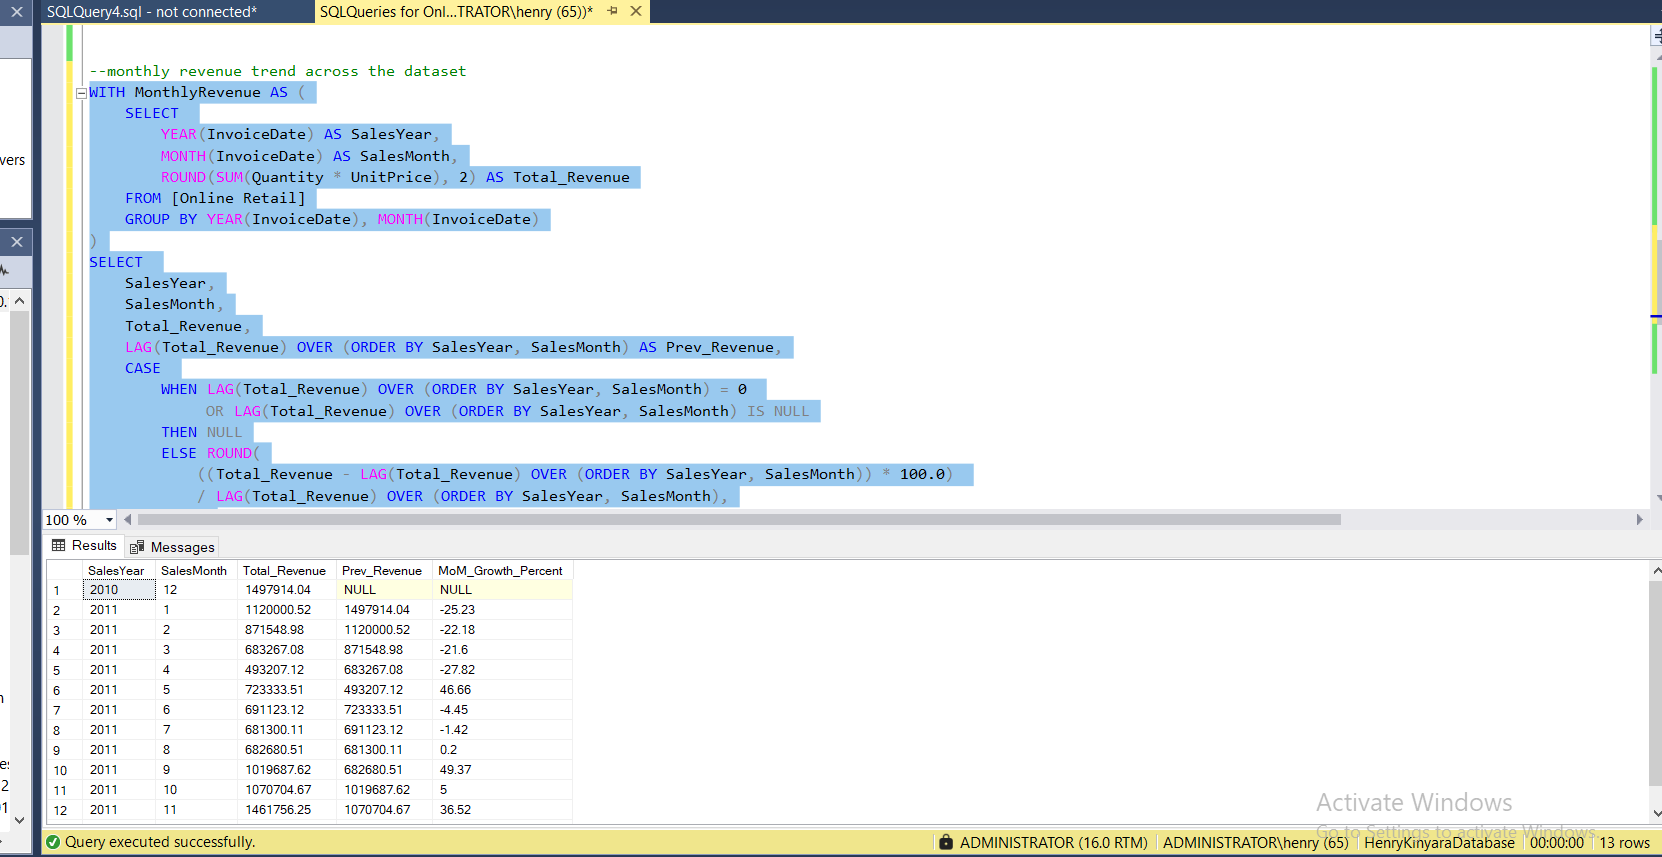 SQLQuery4.sql - not connected*
SQLQueries for Onl...TRATOR\henry (65))*
vers
--monthly revenue trend across the dataset
WITH MonthlyRevenue AS (
SELECT
YEAR(InvoiceDate) AS SalesYear,
MONTH(InvoiceDate) AS SalesMonth,
ROUND(SUM(Quantity * UnitPrice), 2) AS Total_Revenue
FROM [Online Retail]
GROUP BY YEAR(InvoiceDate), MONTH(InvoiceDate)
)
SELECT
SalesYear,
SalesMonth,
Total_Revenue,
LAG(Total_Revenue) OVER (ORDER BY SalesYear, SalesMonth) AS Prev_Revenue,
CASE
WHEN LAG(Total_Revenue) OVER (ORDER BY SalesYear, SalesMonth) = 0
OR LAG(Total_Revenue) OVER (ORDER BY SalesYear, SalesMonth) IS NULL
THEN NULL
ELSE ROUND(
((Total_Revenue - LAG(Total_Revenue) OVER (ORDER BY SalesYear, SalesMonth)) * 100.0)
/ LAG(Total_Revenue) OVER (ORDER BY SalesYear, SalesMonth),
100 %
Results Messages
SalesYear SalesMonth Total_Revenue Prev_Revenue MoM_Growth_Percent
1 2010 12 1497914.04 NULL NULL
2 2011 1 1120000.52 1497914.04 -25.23
3 2011 2 871548.98 1120000.52 -22.18
4 2011 3 683267.08 871548.98 -21.6
5 2011 4 493207.12 683267.08 -27.82
6 2011 5 723333.51 493207.12 46.66
7 2011 6 691123.12 723333.51 -4.45
8 2011 7 681300.11 691123.12 -1.42
9 2011 8 682680.51 681300.11 0.2
10 2011 9 1019687.62 682680.51 49.37
11 2011 10 1070704.67 1019687.62 5
12 2011 11 1461756.25 1070704.67 36.52
Activate Windows
Go to Settings to activate Windows.
Query executed successfully.
ADMINISTRATOR (16.0 RTM) ADMINISTRATOR\henry (65) HenryKinyaraDatabase 00:00:00 13 rows